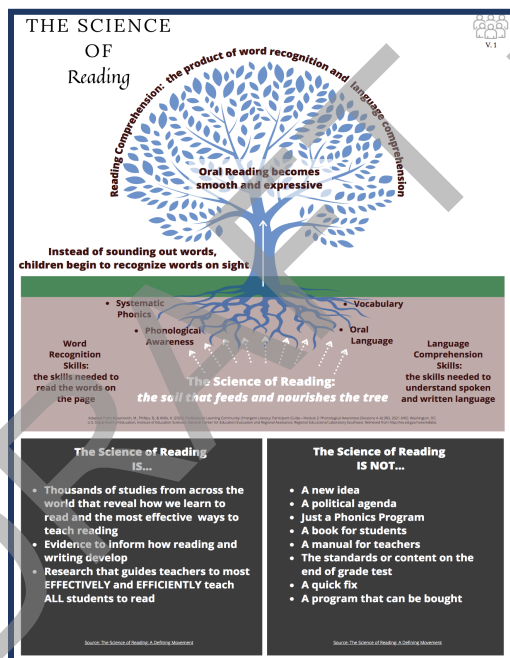 THE SCIENCE
OF
Reading
V. 1
Reading Comprehension: the product of word recognition and language comprehension
Oral Reading becomes
smooth and expressive
Instead of sounding out words,
children begin to recognize words on sight
• Systematic
Phonics
• Phonological
Awareness
• Vocabulary
• Oral
Language
Word
Recognition
Skills:
the skills needed to
read the words on
the page
Language
Comprehension
Skills:
the skills needed to
understand spoken
and written language
The Science of Reading:
the soil that feeds and nourishes the tree
The Science of Reading
IS...
• Thousands of studies from across the
world that reveal how we learn to
read and the most effective ways to
teach reading
• Evidence to inform how reading and
writing develop
• Research that guides teachers to most
EFFECTIVELY and EFFICIENTLY teach
ALL students to read
Source: The Science of Reading: A Defining Movement
The Science of Reading
IS NOT...
• A new idea
• A political agenda
• Just a Phonics Program
• A book for students
• A manual for teachers
• The standards or content on the
end of grade test
• A quick fix
• A program that can be bought
Source: The Science of Reading: A Defining Movement
DRAFT